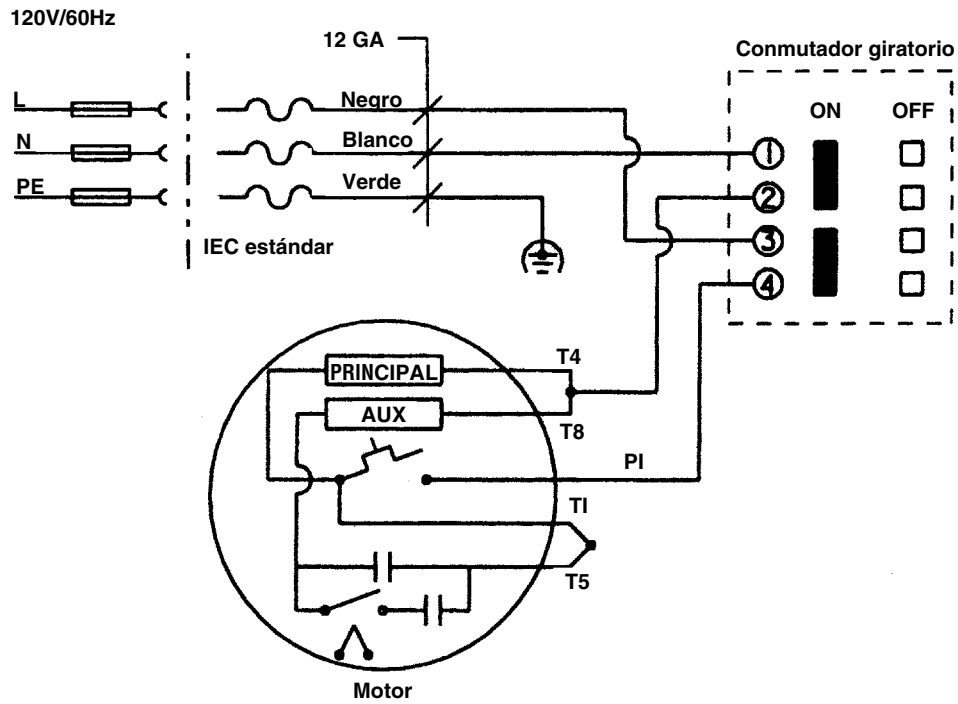 120V/60Hz
12 GA
Conmutador giratorio
ON OFF
L
Negro
N
Blanco
PE
Verde
1
2
3
4
IEC estándar
PRINCIPAL
T4
AUX
T8
PI
TI
T5
Motor